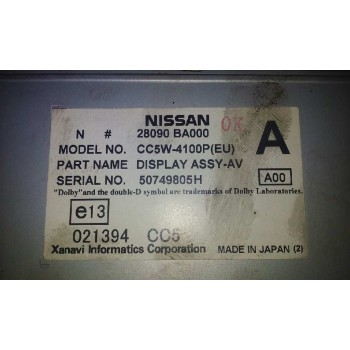 NISSAN
N # 28090 BA000 OK A
MODEL NO. CC5W-4100P(EU)
PART NAME DISPLAY ASSY-AV
SERIAL NO. 50749805H A00
"Dolby" and the double-D symbol are trademarks of Dolby Laboratories.
e13
021394 CC5
Xanavi Informatics Corporation MADE IN JAPAN (2)